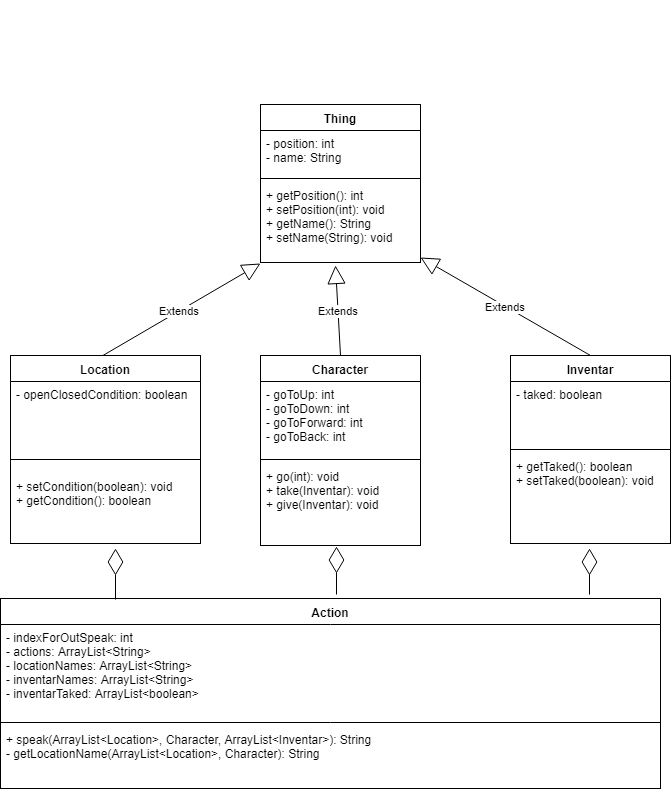 Thing
- position: int
- name: String
+ getPosition(): int
+ setPosition(int): void
+ getName(): String
+ setName(String): void
Extends
Extends
Extends
Location
- openClosedCondition: boolean
+ setCondition(boolean): void
+ getCondition(): boolean
Character
- goToUp: int
- goToDown: int
- goToForward: int
- goToBack: int
+ go(int): void
+ take(Inventar): void
+ give(Inventar): void
Inventar
- taked: boolean
+ getTaked(): boolean
+ setTaked(boolean): void
Action
- indexForOutSpeak: int
- actions: ArrayList<String>
- locationNames: ArrayList<String>
- inventarNames: ArrayList<String>
- inventarTaked: ArrayList<boolean>
+ speak(ArrayList<Location>, Character, ArrayList<Inventar>): String
- getLocationName(ArrayList<Location>, Character): String